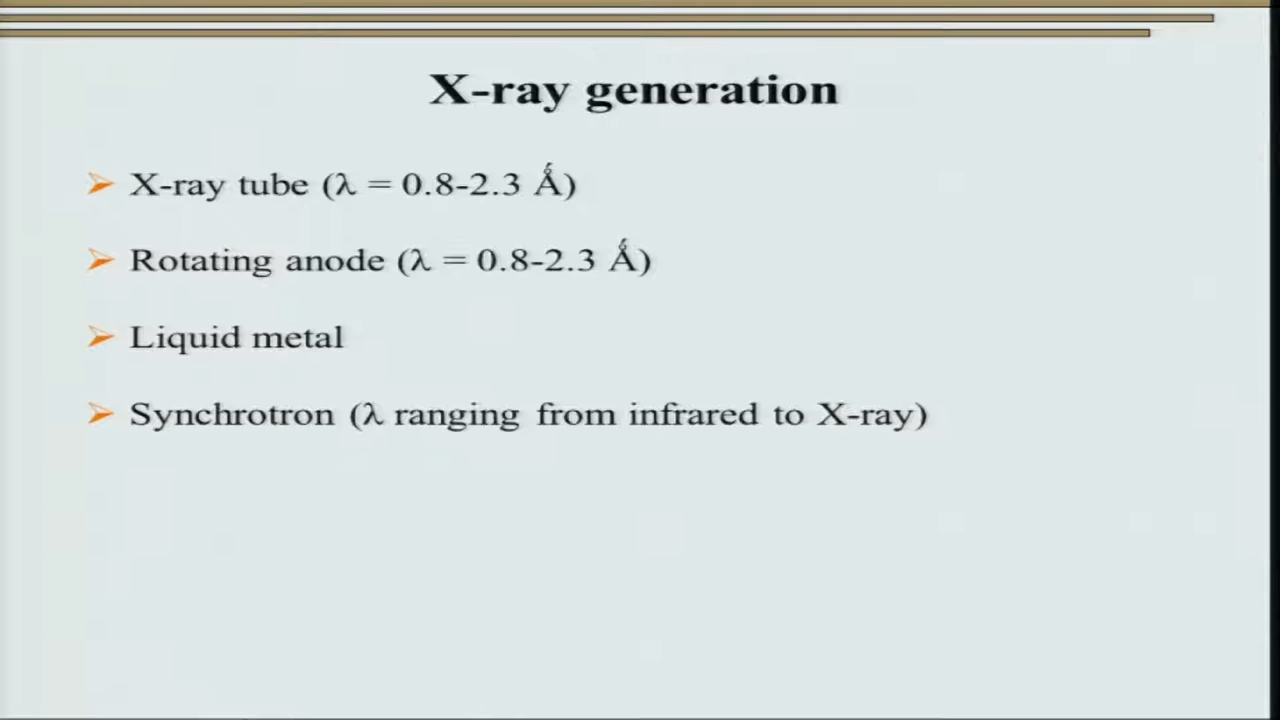 X-ray generation
X-ray tube (λ = 0.8-2.3 Ǻ)
Rotating anode (λ = 0.8-2.3 Ǻ)
Liquid metal
Synchrotron (λ ranging from infrared to X-ray)